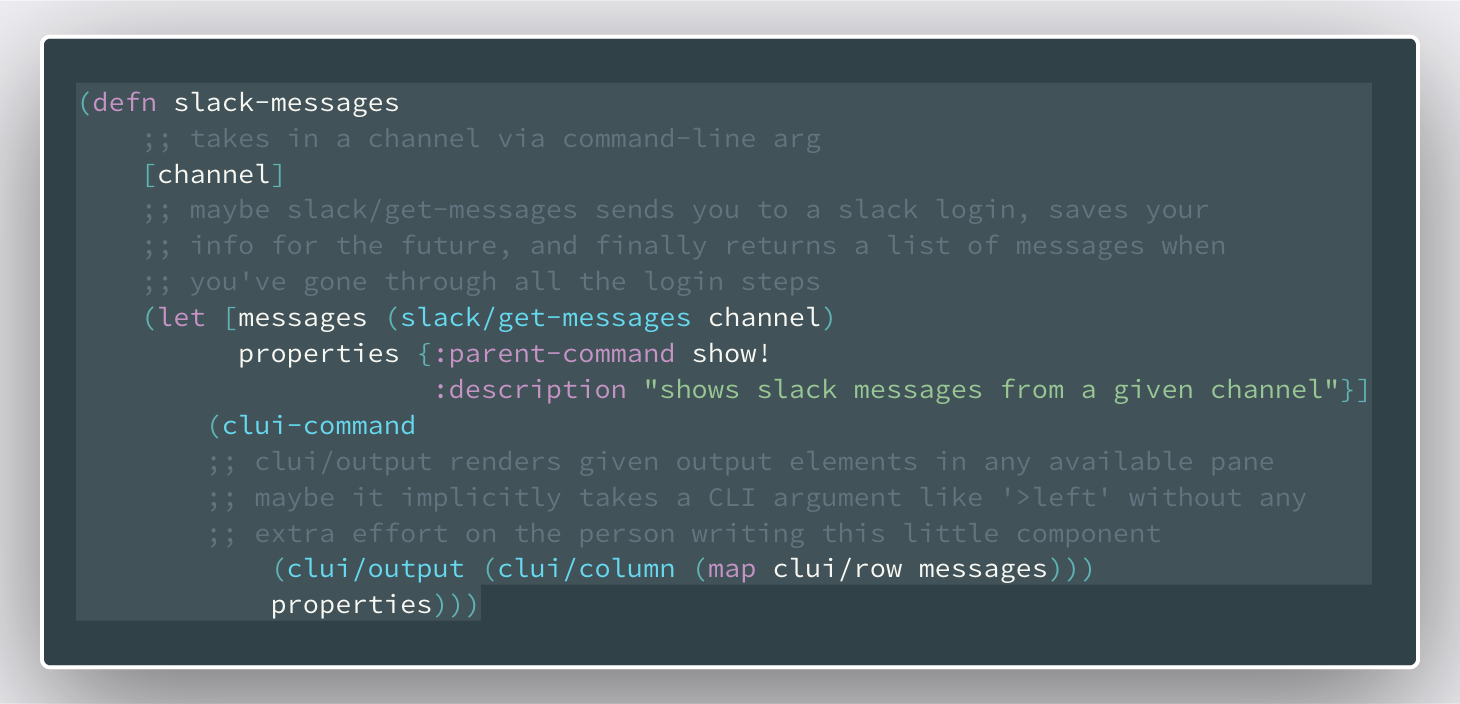 (defn slack-messages
    ;; takes in a channel via command-line arg
    [channel]
    ;; maybe slack/get-messages sends you to a slack login, saves your
    ;; info for the future, and finally returns a list of messages when
    ;; you've gone through all the login steps
    (let [messages (slack/get-messages channel)
          properties {:parent-command show!
                      :description "shows slack messages from a given channel"}]
        (clui-command
        ;; clui/output renders given output elements in any available pane
        ;; maybe it implicitly takes a CLI argument like '>left' without any
        ;; extra effort on the person writing this little component
            (clui/output (clui/column (map clui/row messages)))
            properties)))